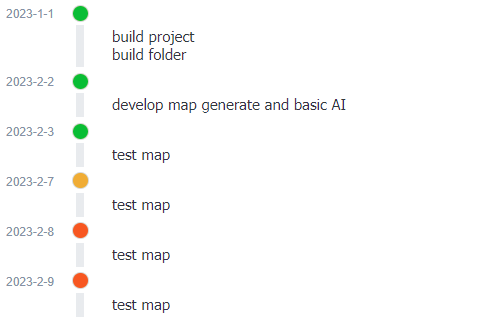 2023-1-1
build project
build folder
2023-2-2
develop map generate and basic AI
2023-2-3
test map
2023-2-7
test map
2023-2-8
test map
2023-2-9
test map